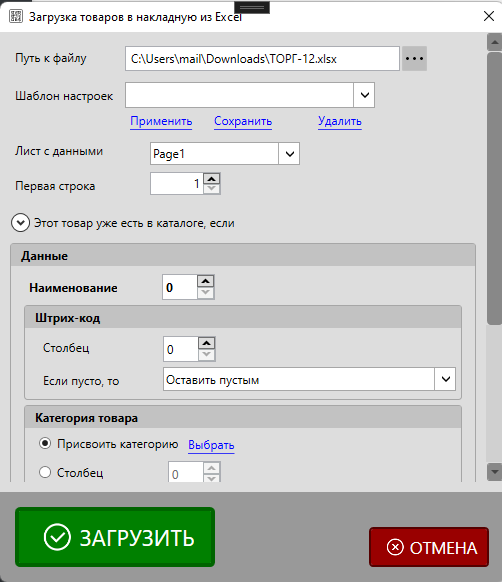 Загрузка товаров в накладную из Excel
Путь к файлу C:\Users\mail\Downloads\ТОРГ-12.xlsx ...
Шаблон настроек
Применить Сохранить Удалить
Лист с данными Page1
Первая строка 1
Этот товар уже есть в каталоге, если
Данные
Наименование 0
Штрих-код
Столбец 0
Если пусто, то Оставить пустым
Категория товара
Присвоить категорию Выбрать
Столбец 0
ЗАГРУЗИТЬ
ОТМЕНА